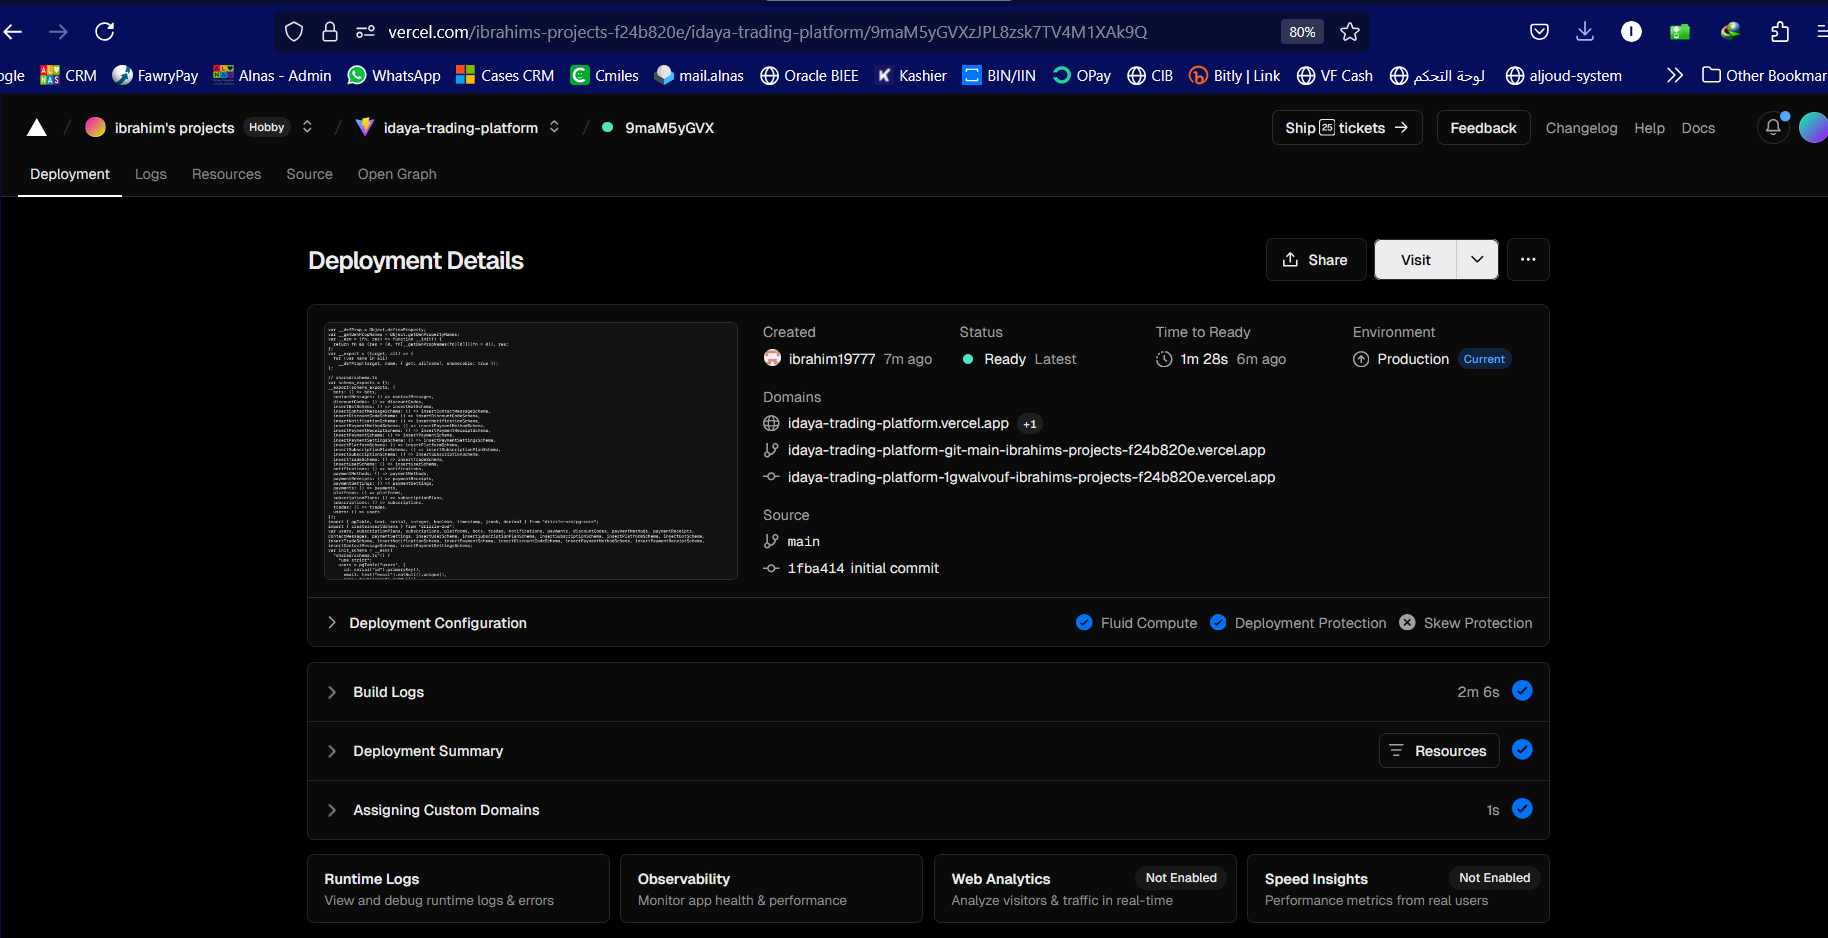 vercel.com/ibrahims-projects-f24b820e/idaya-trading-platform/9maM5yGVXzJPL8zsk7TV4M1XAk9Q 80%
ogle CRM FawryPay Alnas - Admin WhatsApp Cases CRM Cmiles mail.alnas Oracle BIEE Kashier BIN/IIN OPay CIB Bitly | Link VF Cash لوحة التحكم aljoud-system Other Bookmar
ibrahim's projects Hobby / idaya-trading-platform / 9maM5yGVX Ship 25 tickets → Feedback Changelog Help Docs
Deployment Logs Resources Source Open Graph
Deployment Details Share Visit
Created Status Time to Ready Environment
ibrahim19777 7m ago Ready Latest 1m 28s 6m ago Production Current
Domains
idaya-trading-platform.vercel.app +1
idaya-trading-platform-git-main-ibrahims-projects-f24b820e.vercel.app
idaya-trading-platform-1gwalvouf-ibrahims-projects-f24b820e.vercel.app
Source
main
1fba414 initial commit
Deployment Configuration Fluid Compute Deployment Protection Skew Protection
Build Logs 2m 6s
Deployment Summary Resources
Assigning Custom Domains 1s
Runtime Logs
View and debug runtime logs & errors
Observability
Monitor app health & performance
Web Analytics Not Enabled
Analyze visitors & traffic in real-time
Speed Insights Not Enabled
Performance metrics from real users